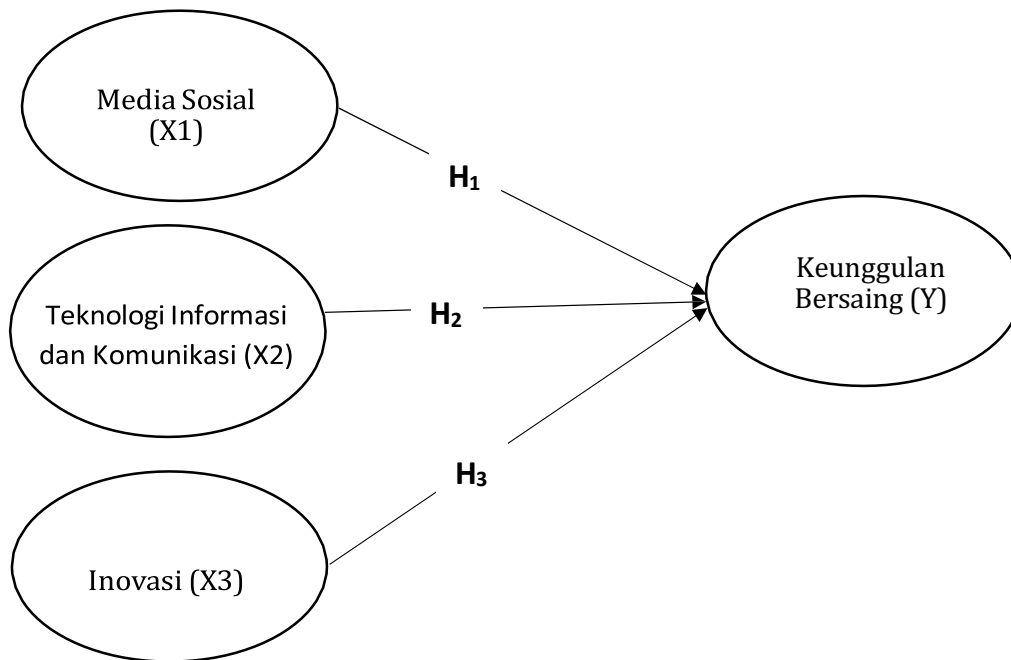 Media Sosial
(X1)
H₁
Teknologi Informasi
dan Komunikasi (X2)
H₂
Keunggulan
Bersaing (Y)
H₃
Inovasi (X3)